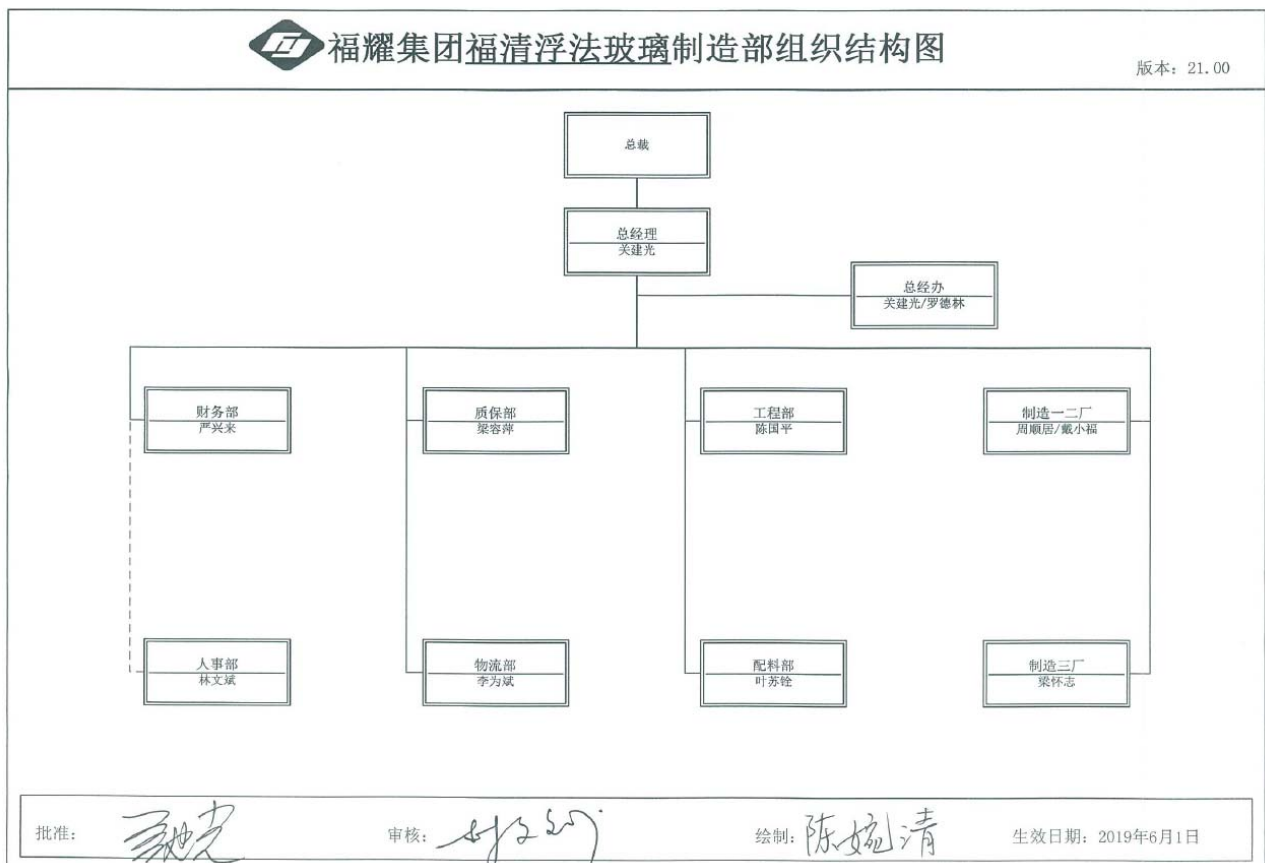 福耀集团福清浮法玻璃制造部组织结构图
版本：21.00
总裁
总经理
关建光
总经办
关建光/罗德林
财务部
严兴来
质保部
梁容萍
工程部
陈国平
制造一二厂
周顺居/戴小福
人事部
林文斌
物流部
李为斌
配料部
叶苏铨
制造三厂
梁怀志
批准：
审核：
绘制：陈婉清
生效日期：2019年6月1日